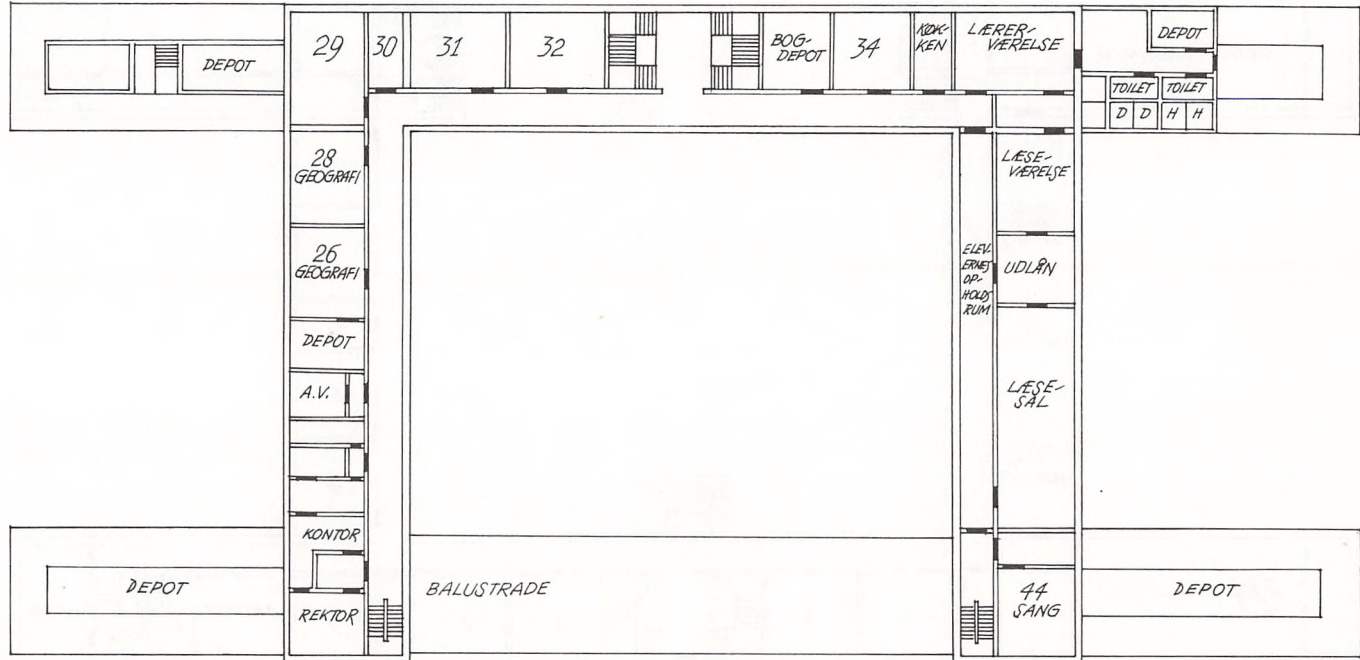 29
30
31
32
BOG-
DEPOT
34
KØK-
KEN
LÆRER-
VÆRELSE
DEPOT
DEPOT
TOILET
TOILET
D
D
H
H
28
GEOGRAFI
LÆSE-
VÆRELSE
26
GEOGRAFI
ELEV-
ERNES
OP-
HOLDS
RUM
UDLÅN
DEPOT
A.V.
LÆSE-
SAL
KONTOR
DEPOT
REKTOR
BALUSTRADE
44
SANG
DEPOT